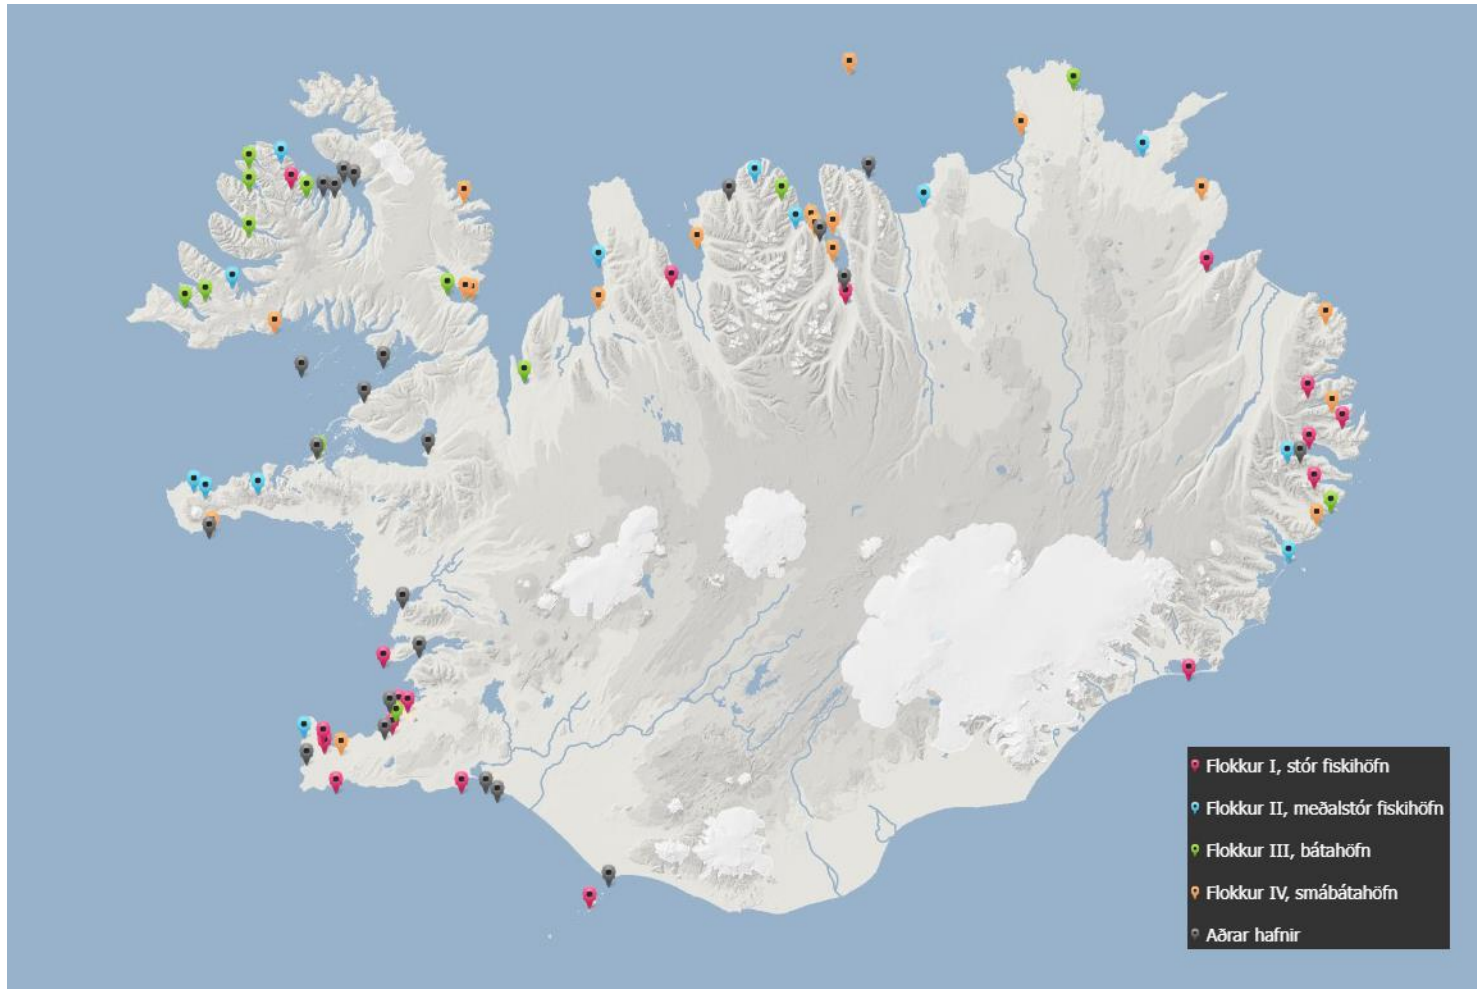 Flokkur I, stór fiskihöfn
Flokkur II, meðalstór fiskihöfn
Flokkur III, bátahöfn
Flokkur IV, smábátahöfn
Aðrar hafnir